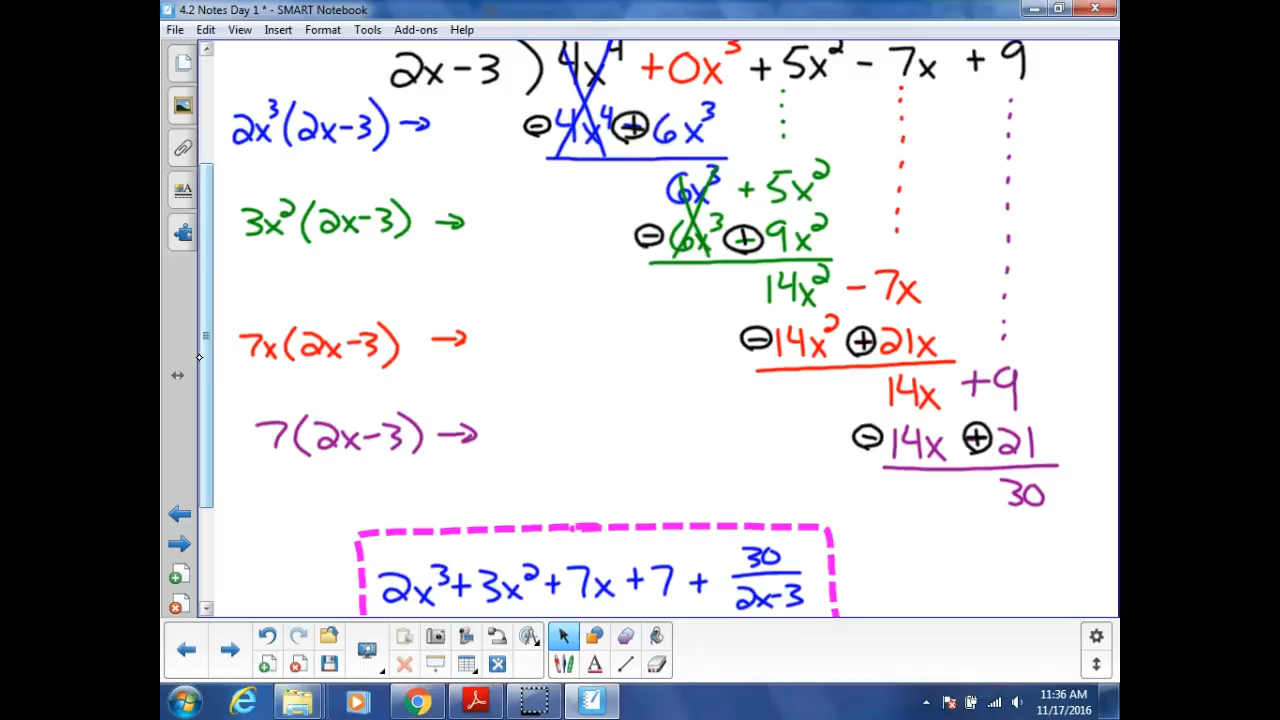 4.2 Notes Day 1 * - SMART Notebook
File Edit View Insert Format Tools Add-ons Help
2x-3 ) 4x⁴ +0x³ + 5x² - 7x + 9
2x³(2x-3) → ⊖ 4x⁴ ⊕ 6x³
6x³ + 5x²
3x²(2x-3) → ⊖ 6x³ ⊕ 9x²
14x² - 7x
7x(2x-3) → ⊖ 14x² ⊕ 21x
14x +9
7(2x-3) → ⊖ 14x ⊕ 21
30
2x³+3x²+7x+7+ 30/(2x-3)
11:36 AM
11/17/2016